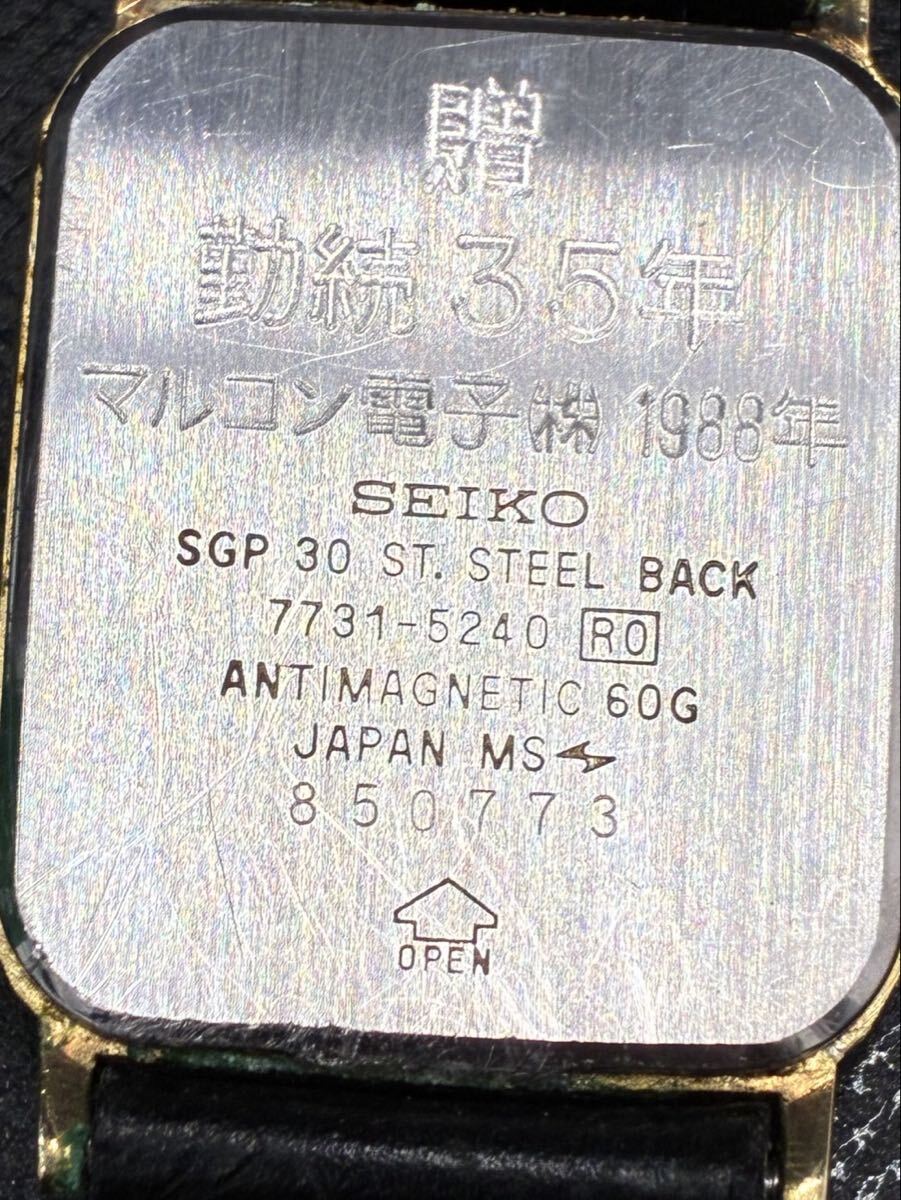 贈
勤続35年
マルコン電子㈱ 1988年
SEIKO
SGP 30 ST. STEEL BACK
7731-5240 R0
ANTIMAGNETIC 60G
JAPAN MS
850773
OPEN